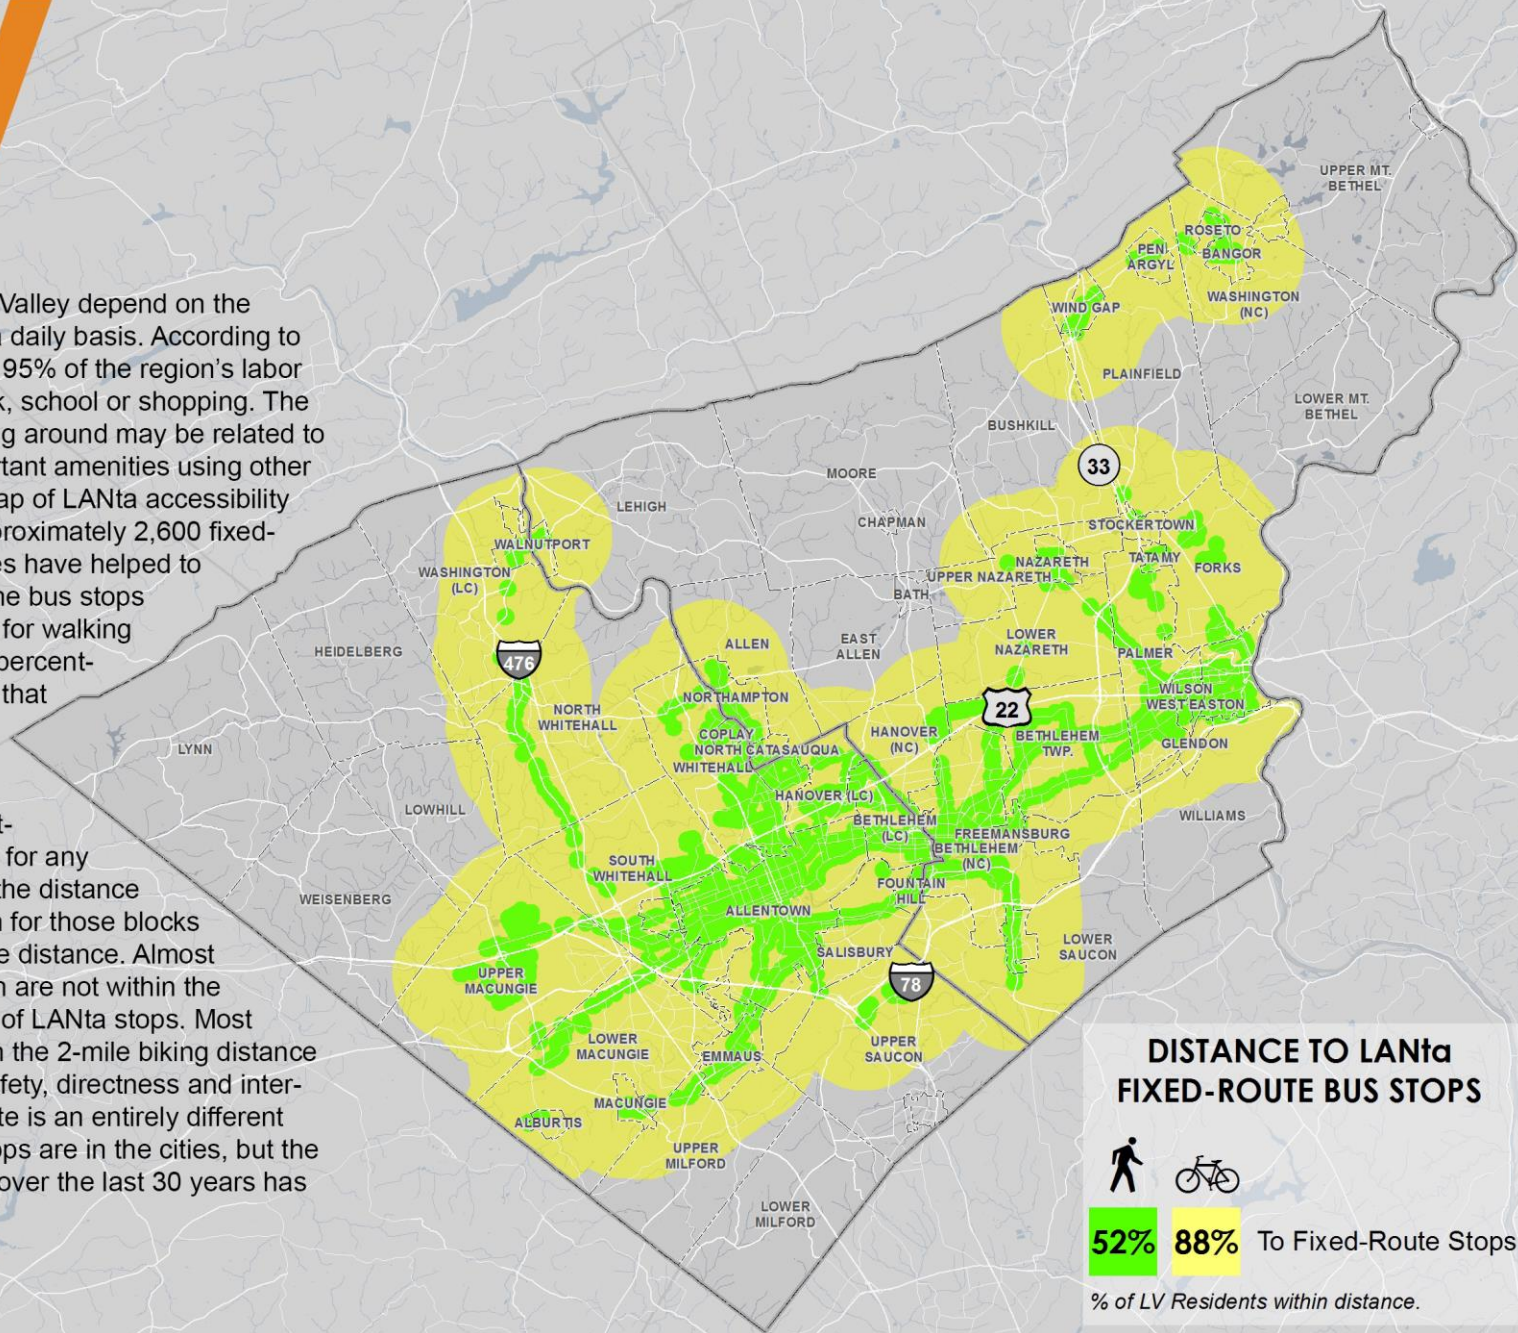 Valley depend on the
daily basis. According to
95% of the region's labor
, school or shopping. The
around may be related to
amenities using other
of LANta accessibility
2,600 fixed-
have helped to
bus stops
for walking
percent-
that
for any
the distance
for those blocks
distance. Almost
are not within the
of LANta stops. Most
the 2-mile biking distance
, directness and inter-
is an entirely different
are in the cities, but the
over the last 30 years has
UPPER MT.
BETHEL
ROSETO
PEN
ARGYL
BANGOR
WASHINGTON
(NC)
WIND GAP
PLAINFIELD
LOWER MT.
BETHEL
BUSHKILL
33
MOORE
LEHIGH
CHAPMAN
STOCKERTOWN
WALNUTPORT
WASHINGTON
(LC)
NAZARETH
TATAMY
FORKS
UPPER NAZARETH
BATH
HEIDELBERG
476
ALLEN
EAST
ALLEN
LOWER
NAZARETH
PALMER
NORTH
WHITEHALL
NORTHAMPTON
22
WILSON
WEST EASTON
LYNN
COPLAY
NORTH CATASAUQUA
WHITEHALL
HANOVER
(NC)
BETHLEHEM
TWP.
GLENDON
LOWHILL
HANOVER (LC)
BETHLEHEM
(LC)
FREEMANSBURG
BETHLEHEM
(NC)
WILLIAMS
SOUTH
WHITEHALL
FOUNTAIN
HILL
WEISENBERG
ALLENTOWN
SALISBURY
LOWER
SAUCON
UPPER
MACUNGIE
78
LOWER
MACUNGIE
EMMAUS
UPPER
SAUCON
MACUNGIE
ALBURTIS
UPPER
MILFORD
LOWER
MILFORD
DISTANCE TO LANta
FIXED-ROUTE BUS STOPS
52% 88% To Fixed-Route Stops
% of LV Residents within distance.